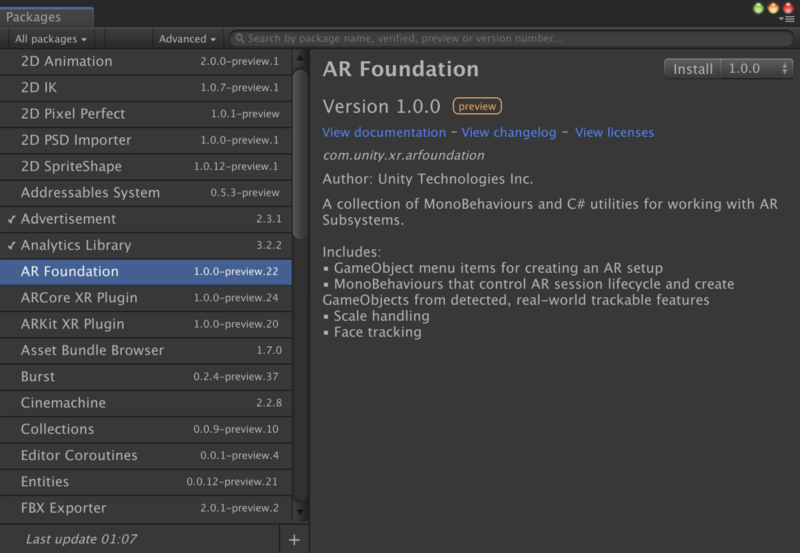 Packages
All packages Advanced Search by package name, verified, preview or version number...
2D Animation 2.0.0-preview.1
2D IK 1.0.7-preview.1
2D Pixel Perfect 1.0.1-preview
2D PSD Importer 1.0.0-preview.1
2D SpriteShape 1.0.12-preview.1
Addressables System 0.5.3-preview
✓ Advertisement 2.3.1
✓ Analytics Library 3.2.2
AR Foundation 1.0.0-preview.22
ARCore XR Plugin 1.0.0-preview.24
ARKit XR Plugin 1.0.0-preview.20
Asset Bundle Browser 1.7.0
Burst 0.2.4-preview.37
Cinemachine 2.2.8
Collections 0.0.9-preview.10
Editor Coroutines 0.0.1-preview.4
Entities 0.0.12-preview.21
FBX Exporter 2.0.1-preview.2
Last update 01:07 +
AR Foundation Install 1.0.0
Version 1.0.0 preview
View documentation - View changelog - View licenses
com.unity.xr.arfoundation
Author: Unity Technologies Inc.
A collection of MonoBehaviours and C# utilities for working with AR
Subsystems.
Includes:
▪ GameObject menu items for creating an AR setup
▪ MonoBehaviours that control AR session lifecycle and create
GameObjects from detected, real-world trackable features
▪ Scale handling
▪ Face tracking